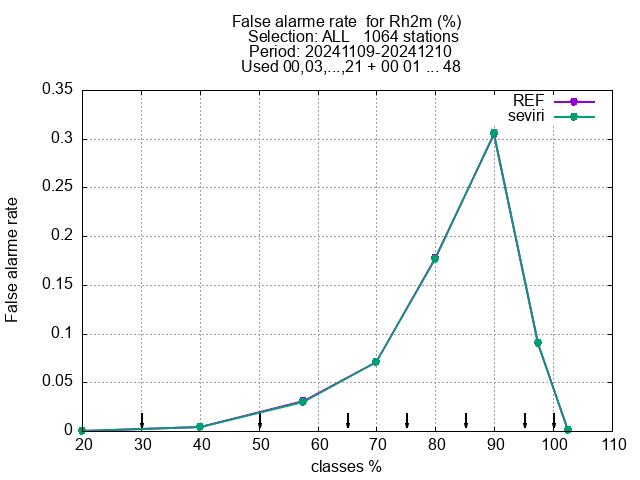 False alarme rate  for Rh2m (%)
Selection: ALL   1064 stations
Period: 20241109-20241210
Used 00,03,...,21 + 00 01 ... 48
REF
seviri
0.35
0.3
0.25
0.2
0.15
0.1
0.05
0
False alarme rate
20 30 40 50 60 70 80 90 100 110
classes %